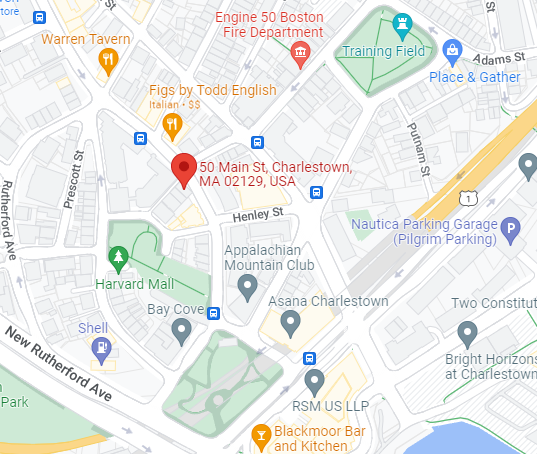 St
Engine 50 Boston
Fire Department
Warren Tavern
Training Field
Adams St
Place & Gather
Figs by Todd English
Italian • $$
Putnam St
50 Main St, Charlestown,
MA 02129, USA
Prescott St
Rutherford Ave
Henley St
1
Nautica Parking Garage
(Pilgrim Parking)
P
Appalachian
Mountain Club
Harvard Mall
Asana Charlestown
Bay Cove
Two Constitut
Shell
New Rutherford Ave
Bright Horizons
at Charlestown
Park
RSM US LLP
Blackmoor Bar
and Kitchen